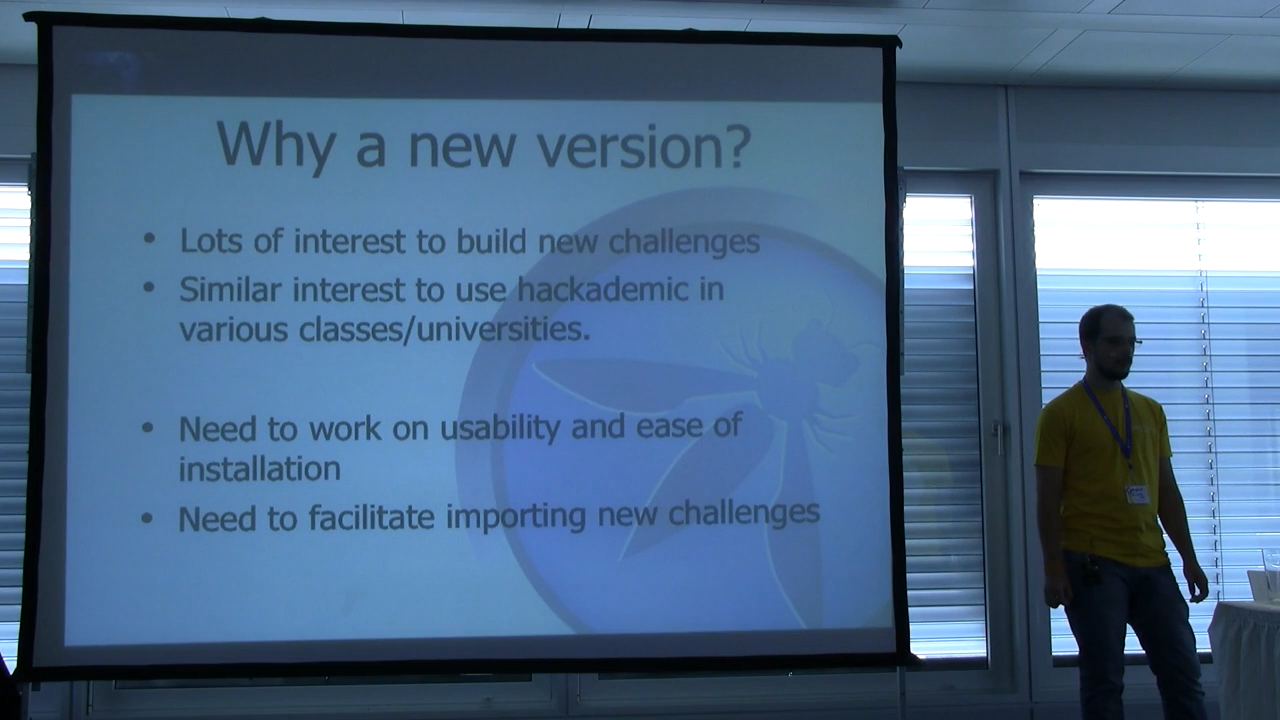 Why a new version?
• Lots of interest to build new challenges
• Similar interest to use hackademic in
various classes/universities.
• Need to work on usability and ease of
installation
• Need to facilitate importing new challenges